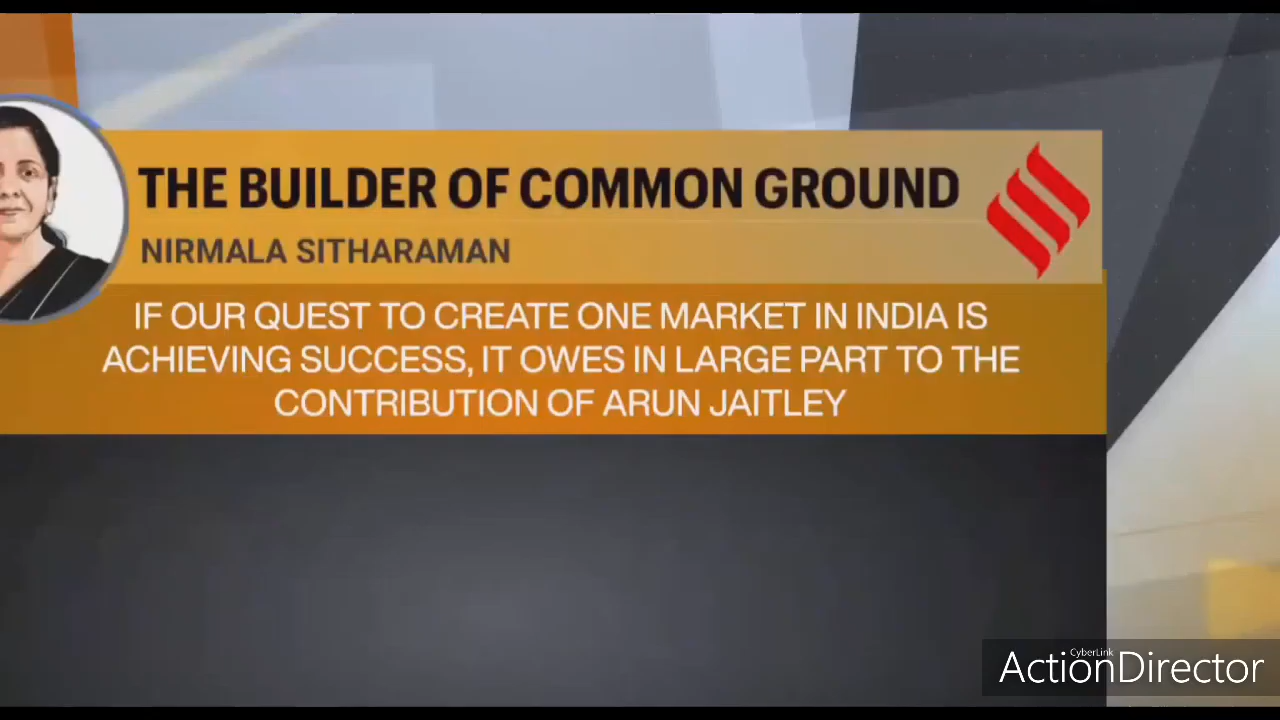 THE BUILDER OF COMMON GROUND
NIRMALA SITHARAMAN
IF OUR QUEST TO CREATE ONE MARKET IN INDIA IS
ACHIEVING SUCCESS, IT OWES IN LARGE PART TO THE
CONTRIBUTION OF ARUN JAITLEY
CyberLink
ActionDirector